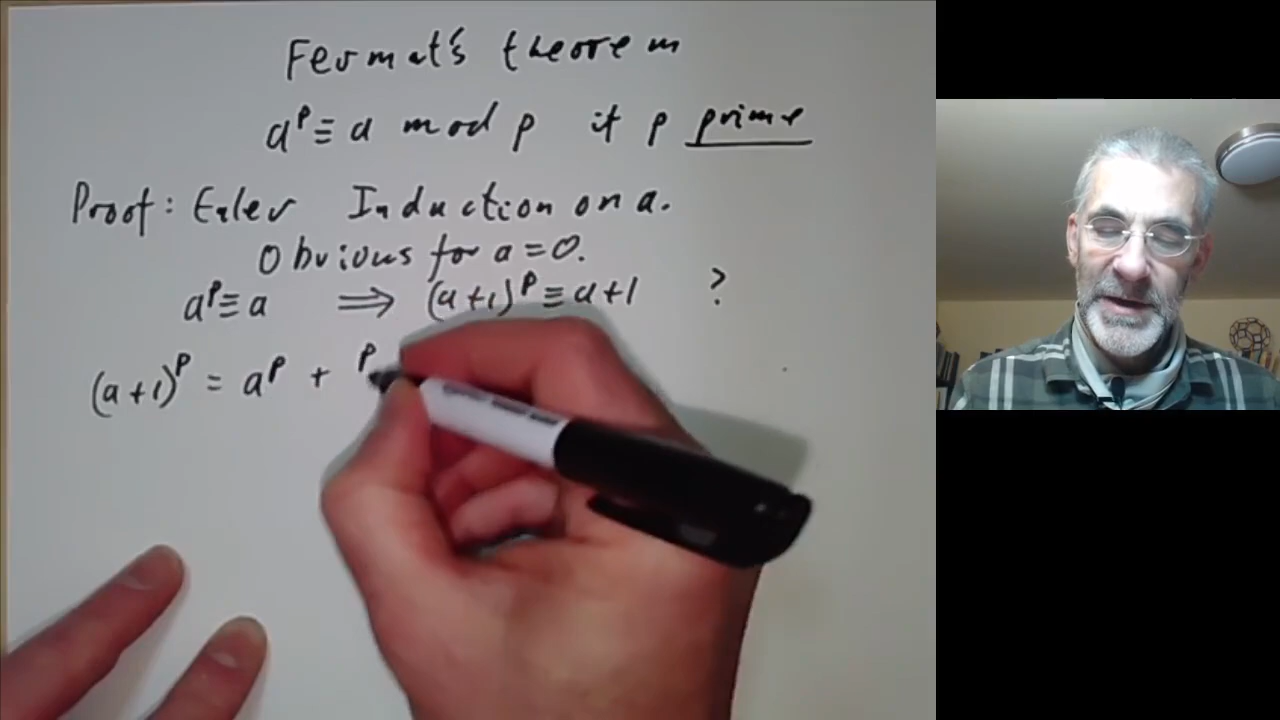 Fermat's theorem
a^p ≡ a mod p if p prime
Proof: Euler Induction on a.
Obvious for a = 0.
a^p ≡ a ⟹ (a+1)^p ≡ a+1 ?
(a+1)^p = a^p + p